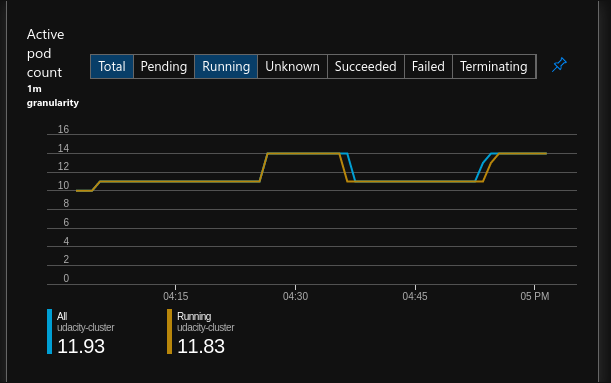 Active
pod
count
1m
granularity
Total Pending Running Unknown Succeeded Failed Terminating
16
14
12
10
8
6
4
2
0
04:15 04:30 04:45 05 PM
All
udacity-cluster
11.93
Running
udacity-cluster
11.83